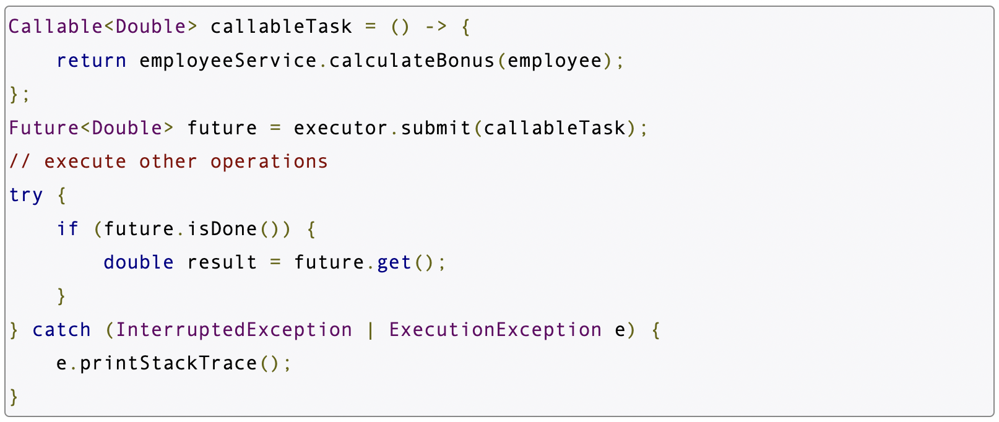 Callable<Double> callableTask = () -> {
    return employeeService.calculateBonus(employee);
};
Future<Double> future = executor.submit(callableTask);
// execute other operations
try {
    if (future.isDone()) {
        double result = future.get();
    }
} catch (InterruptedException | ExecutionException e) {
    e.printStackTrace();
}